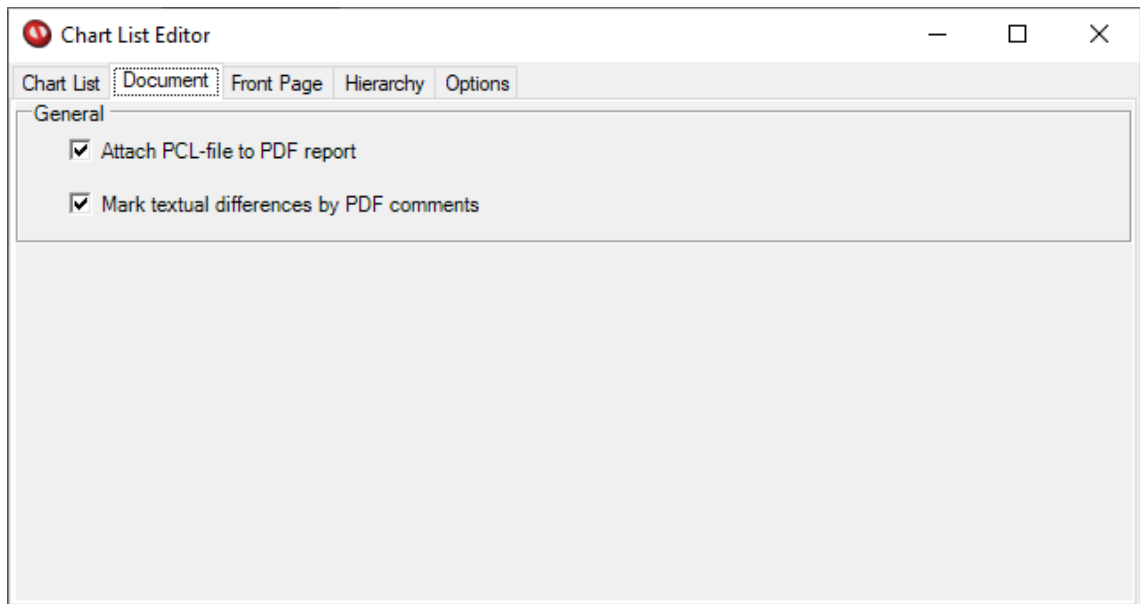 Chart List Editor
Chart List Document Front Page Hierarchy Options
General
Attach PCL-file to PDF report
Mark textual differences by PDF comments